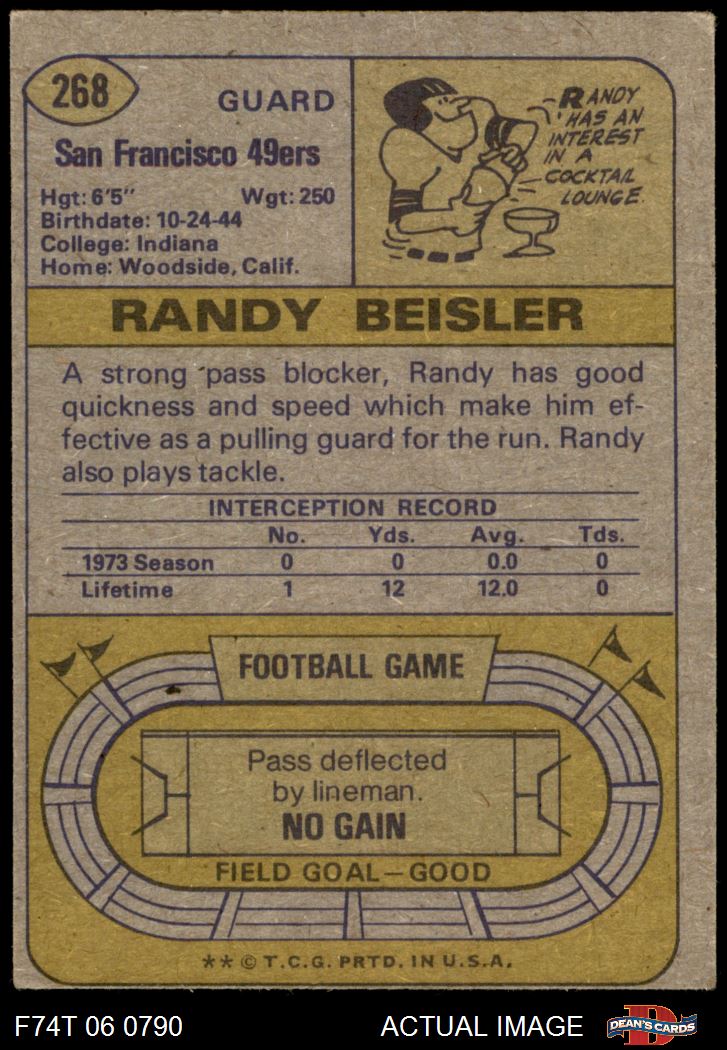 268
GUARD
San Francisco 49ers
Hgt: 6'5" Wgt: 250
Birthdate: 10-24-44
College: Indiana
Home: Woodside, Calif.
RANDY
HAS AN
INTEREST
IN A
COCKTAIL
LOUNGE.
RANDY BEISLER
A strong pass blocker, Randy has good
quickness and speed which make him ef-
fective as a pulling guard for the run. Randy
also plays tackle.
INTERCEPTION RECORD
No. Yds. Avg. Tds.
1973 Season 0 0 0.0 0
Lifetime 1 12 12.0 0
FOOTBALL GAME
Pass deflected
by lineman.
NO GAIN
FIELD GOAL—GOOD
** © T.C.G. PRTD. IN U.S.A.
F74T 06 0790 ACTUAL IMAGE DEAN'S CARDS